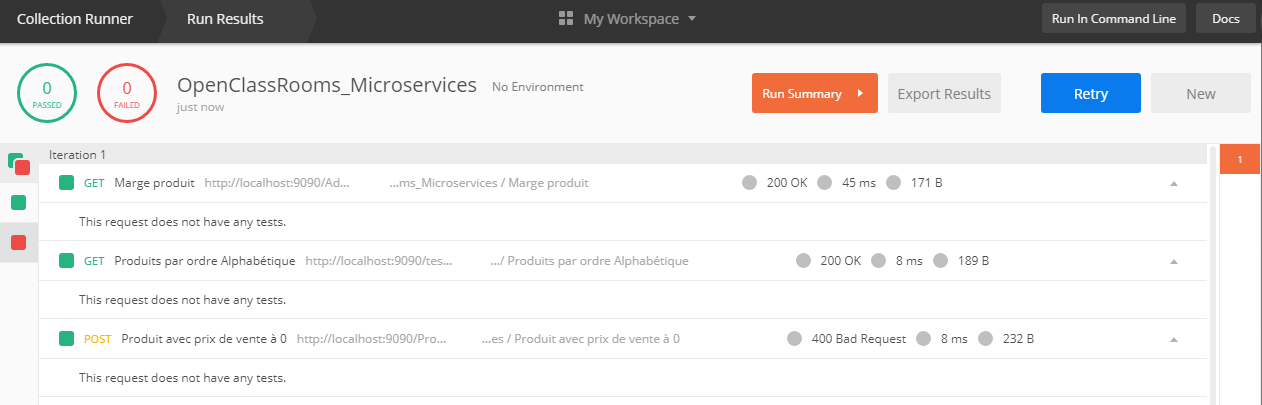 Collection Runner Run Results My Workspace Run In Command Line Docs
0 PASSED 0 FAILED OpenClassRooms_Microservices No Environment Run Summary Export Results Retry New
just now
Iteration 1 1
GET Marge produit http://localhost:9090/Ad... ...ms_Microservices / Marge produit 200 OK 45 ms 171 B
This request does not have any tests.
GET Produits par ordre Alphabétique http://localhost:9090/tes... .../ Produits par ordre Alphabétique 200 OK 8 ms 189 B
This request does not have any tests.
POST Produit avec prix de vente à 0 http://localhost:9090/Pro... ...es / Produit avec prix de vente à 0 400 Bad Request 8 ms 232 B
This request does not have any tests.